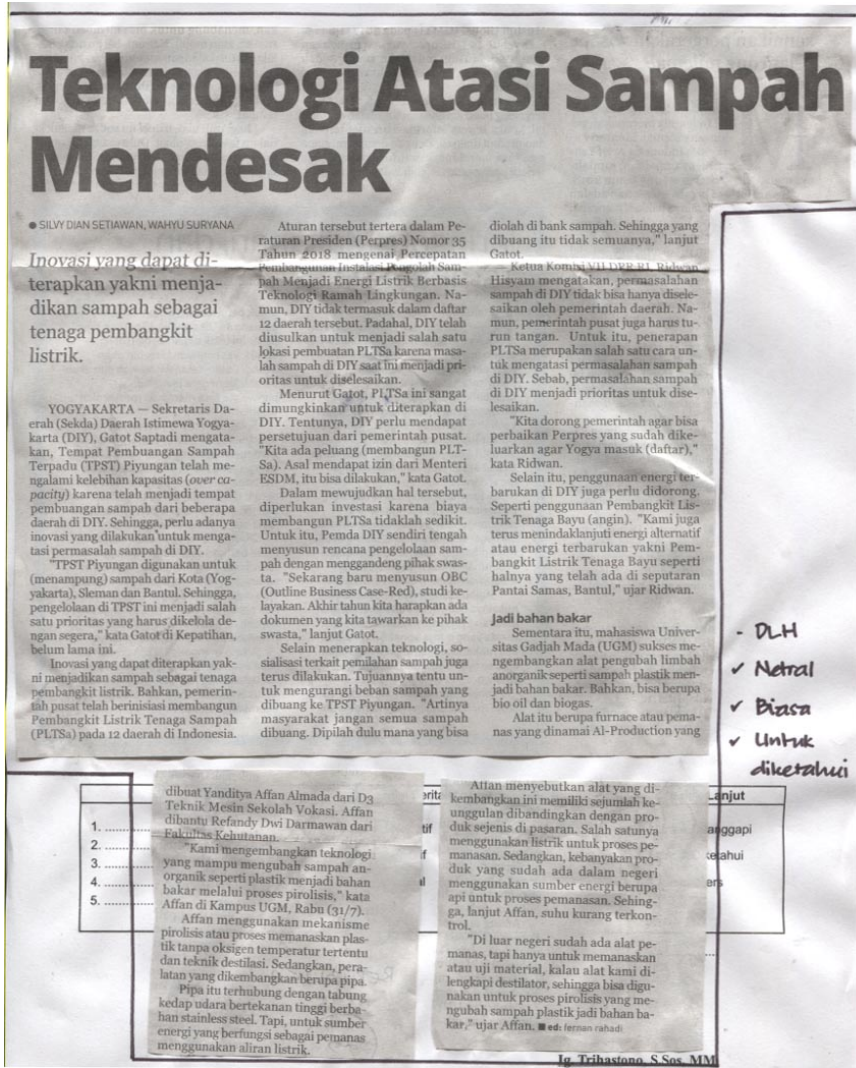 Teknologi Atasi Sampah
Mendesak
● SILVY DIAN SETIAWAN, WAHYU SURYANA
Inovasi yang dapat di-
terapkan yakni menja-
dikan sampah sebagai
tenaga pembangkit
listrik.
YOGYAKARTA — Sekretaris Da-
erah (Sekda) Daerah Istimewa Yogya-
karta (DIY), Gatot Saptadi mengata-
kan, Tempat Pembuangan Sampah
Terpadu (TPST) Piyungan telah me-
ngalami kelebihan kapasitas (over ca-
pacity) karena telah menjadi tempat
pembuangan sampah dari beberapa
daerah di DIY. Sehingga, perlu adanya
inovasi yang dilakukan untuk menga-
tasi permasalah sampah di DIY.
"TPST Piyungan digunakan untuk
(menampung) sampah dari Kota (Yog-
yakarta), Sleman dan Bantul. Sehingga,
pengelolaan di TPST ini menjadi salah
satu prioritas yang harus dikelola de-
ngan segera," kata Gatot di Kepatihan,
belum lama ini.
Inovasi yang dapat diterapkan yak-
ni menjadikan sampah sebagai tenaga
pembangkit listrik. Bahkan, pemerin-
tah pusat telah berinisiasi membangun
Pembangkit Listrik Tenaga Sampah
(PLTSa) pada 12 daerah di Indonesia.
Aturan tersebut tertera dalam Pe-
raturan Presiden (Perpres) Nomor 35
Tahun 2018 mengenai Percepatan
Pembangunan Instalasi Pengolah Sam-
pah Menjadi Energi Listrik Berbasis
Teknologi Ramah Lingkungan. Na-
mun, DIY tidak termasuk dalam daftar
12 daerah tersebut. Padahal, DIY telah
diusulkan untuk menjadi salah satu
lokasi pembuatan PLTSa karena masa-
lah sampah di DIY saat ini menjadi pri-
oritas untuk diselesaikan.
Menurut Gatot, PLTSa ini sangat
dimungkinkan untuk diterapkan di
DIY. Tentunya, DIY perlu mendapat
persetujuan dari pemerintah pusat.
"Kita ada peluang (membangun PLT-
Sa). Asal mendapat izin dari Menteri
ESDM, itu bisa dilakukan," kata Gatot.
Dalam mewujudkan hal tersebut,
diperlukan investasi karena biaya
membangun PLTSa tidaklah sedikit.
Untuk itu, Pemda DIY sendiri tengah
menyusun rencana pengelolaan sam-
pah dengan menggandeng pihak swas-
ta. "Sekarang baru menyusun OBC
(Outline Business Case-Red), studi ke-
layakan. Akhir tahun kita harapkan ada
dokumen yang kita tawarkan ke pihak
swasta," lanjut Gatot.
Selain menerapkan teknologi, so-
sialisasi terkait pemilahan sampah juga
terus dilakukan. Tujuannya tentu un-
tuk mengurangi beban sampah yang
dibuang ke TPST Piyungan. "Artinya
masyarakat jangan semua sampah
dibuang. Dipilah dulu mana yang bisa
diolah di bank sampah. Sehingga yang
dibuang itu tidak semuanya," lanjut
Gatot.
Ketua Komisi VII DPR RI, Ridwan
Hisyam mengatakan, permasalahan
sampah di DIY tidak bisa hanya disele-
saikan oleh pemerintah daerah. Na-
mun, pemerintah pusat juga harus tu-
run tangan. Untuk itu, penerapan
PLTSa merupakan salah satu cara un-
tuk mengatasi permasalahan sampah
di DIY. Sebab, permasalahan sampah
di DIY menjadi prioritas untuk dise-
lesaikan.
"Kita dorong pemerintah agar bisa
perbaikan Perpres yang sudah dike-
luarkan agar Yogya masuk (daftar),"
kata Ridwan.
Selain itu, penggunaan energi ter-
barukan di DIY juga perlu didorong.
Seperti penggunaan Pembangkit Lis-
trik Tenaga Bayu (angin). "Kami juga
terus menindaklanjuti energi alternatif
atau energi terbarukan yakni Pem-
bangkit Listrik Tenaga Bayu seperti
halnya yang telah ada di seputaran
Pantai Samas, Bantul," ujar Ridwan.
Jadi bahan bakar
Sementara itu, mahasiswa Univer-
sitas Gadjah Mada (UGM) sukses me-
ngembangkan alat pengubah limbah
anorganik seperti sampah plastik men-
jadi bahan bakar. Bahkan, bisa berupa
bio oil dan biogas.
Alat itu berupa furnace atau pema-
nas yang dinamai Al-Production yang
- DLH
✓ Netral
✓ Biasa
✓ Untuk
diketahui
dibuat Yanditya Affan Almada dari D3
Teknik Mesin Sekolah Vokasi. Affan
dibantu Refandy Dwi Darmawan dari
Fakultas Kehutanan.
"Kami mengembangkan teknologi
yang mampu mengubah sampah an-
organik seperti plastik menjadi bahan
bakar melalui proses pirolisis," kata
Affan di Kampus UGM, Rabu (31/7).
Affan menggunakan mekanisme
pirolisis atau proses memanaskan plas-
tik tanpa oksigen temperatur tertentu
dan teknik destilasi. Sedangkan, pera-
latan yang dikembangkan berupa pipa.
Pipa itu terhubung dengan tabung
kedap udara bertekanan tinggi berba-
han stainless steel. Tapi, untuk sumber
energi yang berfungsi sebagai pemanas
menggunakan aliran listrik.
Affan menyebutkan alat yang di-
kembangkan ini memiliki sejumlah ke-
unggulan dibandingkan dengan pro-
duk sejenis di pasaran. Salah satunya
menggunakan listrik untuk proses pe-
manasan. Sedangkan, kebanyakan pro-
duk yang sudah ada dalam negeri
menggunakan sumber energi berupa
api untuk proses pemanasan. Sehing-
ga, lanjut Affan, suhu kurang terkon-
trol.
"Di luar negeri sudah ada alat pe-
manas, tapi hanya untuk memanaskan
atau uji material, kalau alat kami di-
lengkapi destilator, sehingga bisa digu-
nakan untuk proses pirolisis yang me-
ngubah sampah plastik jadi bahan ba-
kar," ujar Affan. ■ ed: fernan rahadi
1. ..........
2. ..........
3. ..........
4. ..........
5. ..........
Lanjut
anggapi
etahui
ers
Ig. Trihastono, S.Sos, MM